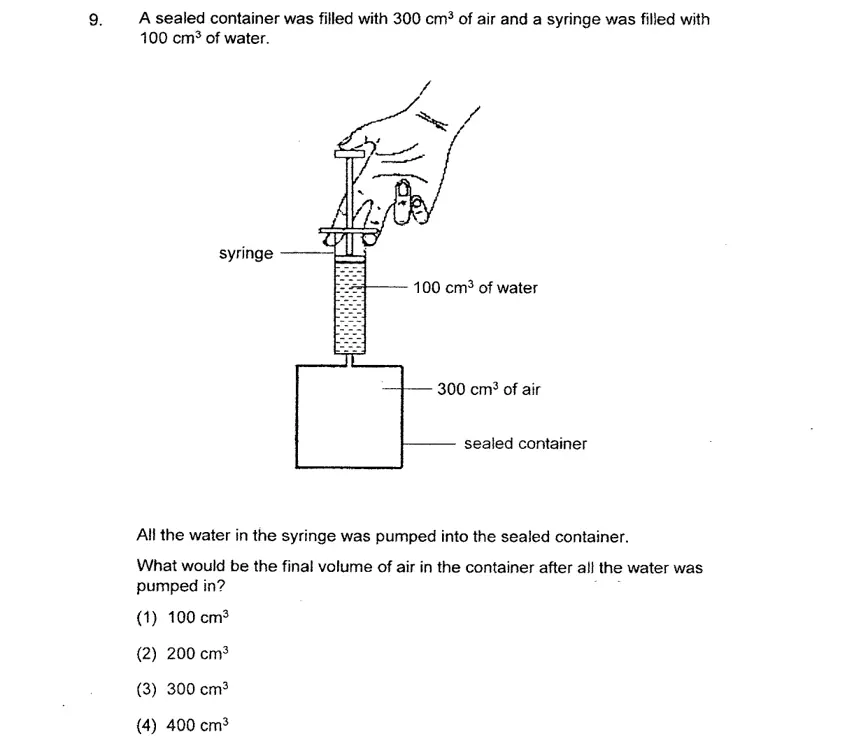 9. A sealed container was filled with 300 cm³ of air and a syringe was filled with
100 cm³ of water.
syringe
100 cm³ of water
300 cm³ of air
sealed container
All the water in the syringe was pumped into the sealed container.
What would be the final volume of air in the container after all the water was
pumped in?
(1) 100 cm³
(2) 200 cm³
(3) 300 cm³
(4) 400 cm³